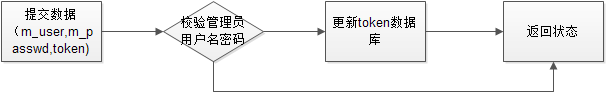 提交数据
（m_user,m_p
asswd,token)
校验管理员
用户名密码
更新token数据
库
返回状态